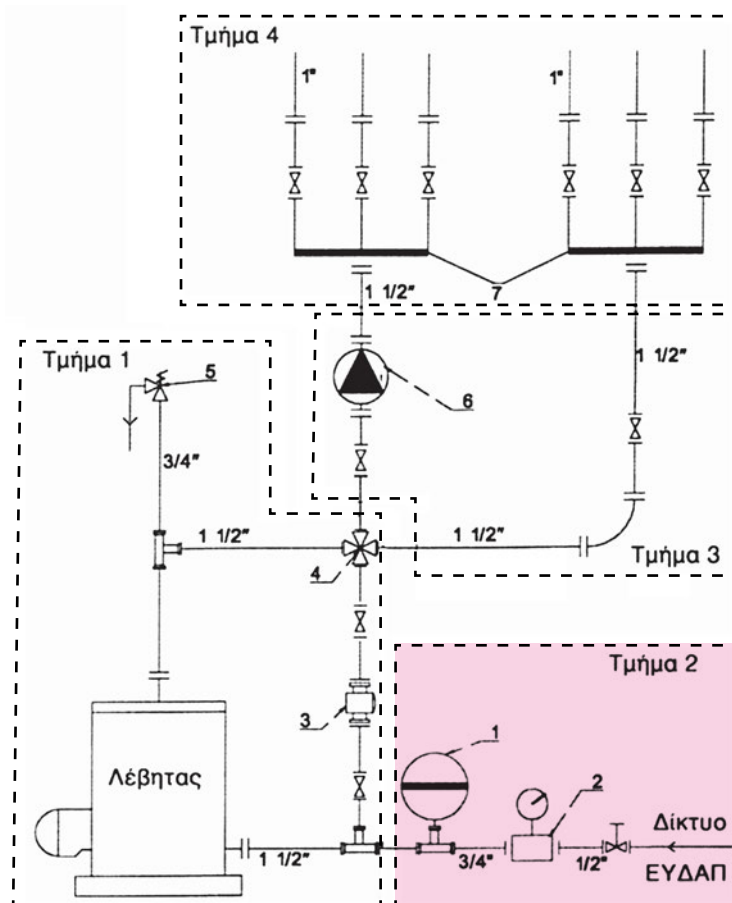 Τμήμα 4
1"
1"
7
1 1/2"
Τμήμα 1
5
6
1 1/2"
3/4"
1 1/2"
1 1/2"
4
Τμήμα 3
Τμήμα 2
3
1
Λέβητας
2
Δίκτυο
1 1/2"
3/4"
1/2"
ΕΥΔΑΠ